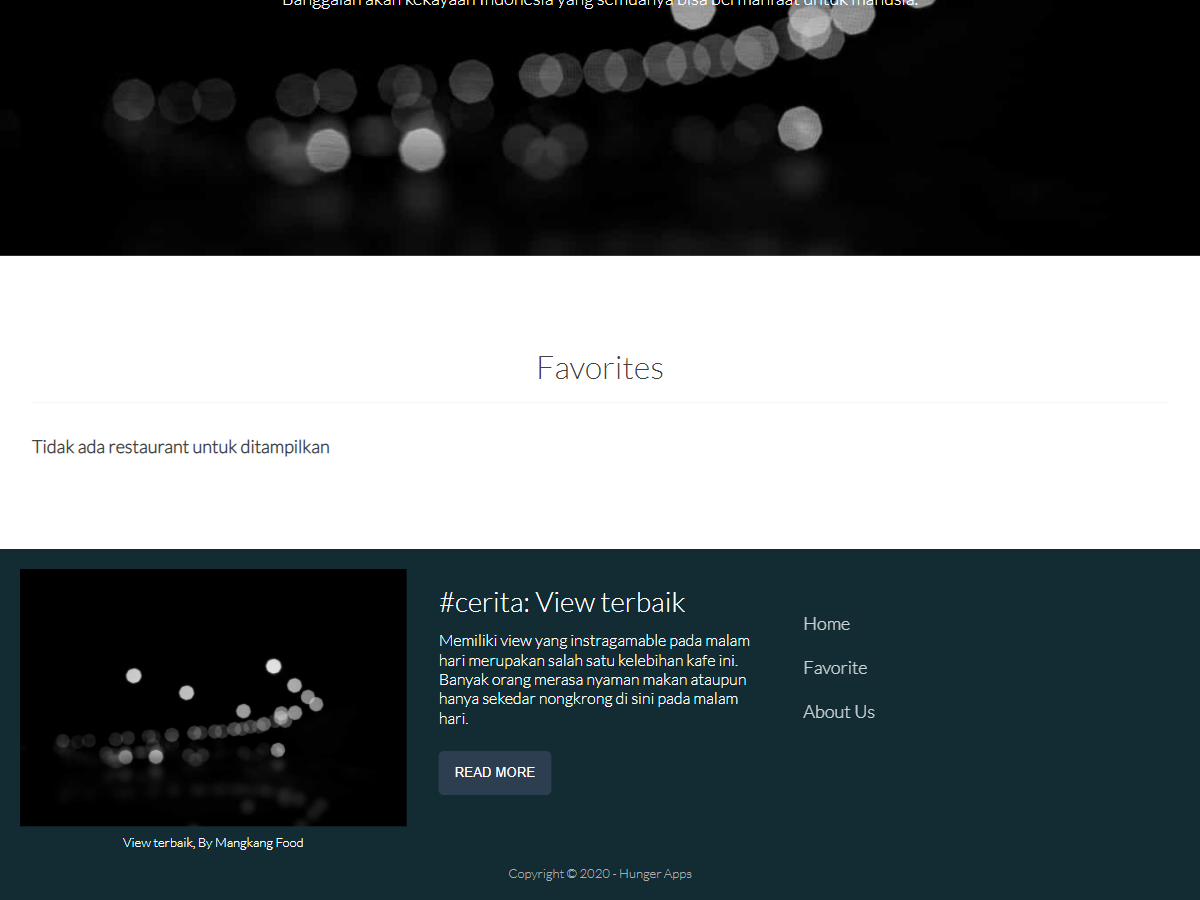 Banggalah akan kekayaan Indonesia yang semuanya bisa bermanfaat untuk manusia.
Favorites
Tidak ada restaurant untuk ditampilkan
#cerita: View terbaik
Memiliki view yang instragamable pada malam
hari merupakan salah satu kelebihan kafe ini.
Banyak orang merasa nyaman makan ataupun
hanya sekedar nongkrong di sini pada malam
hari.
READ MORE
Home
Favorite
About Us
View terbaik, By Mangkang Food
Copyright © 2020 - Hunger Apps